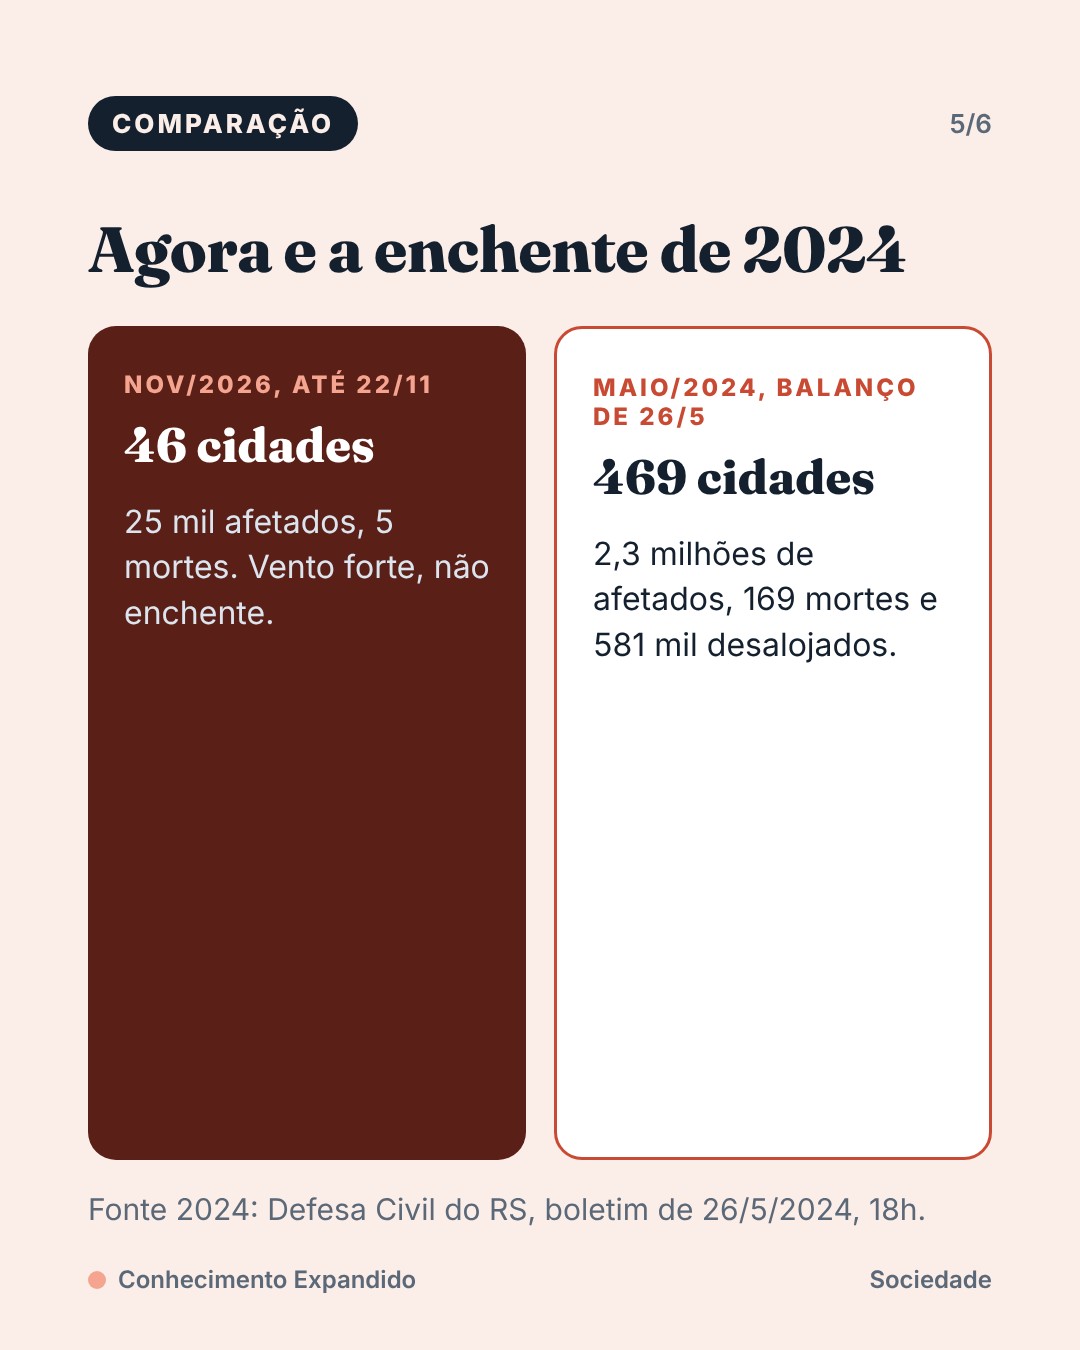 COMPARAÇÃO
5/6
Agora e a enchente de 2024
NOV/2026, ATÉ 22/11
46 cidades
25 mil afetados, 5
mortes. Vento forte, não
enchente.
MAIO/2024, BALANÇO
DE 26/5
469 cidades
2,3 milhões de
afetados, 169 mortes e
581 mil desalojados.
Fonte 2024: Defesa Civil do RS, boletim de 26/5/2024, 18h.
Conhecimento Expandido
Sociedade